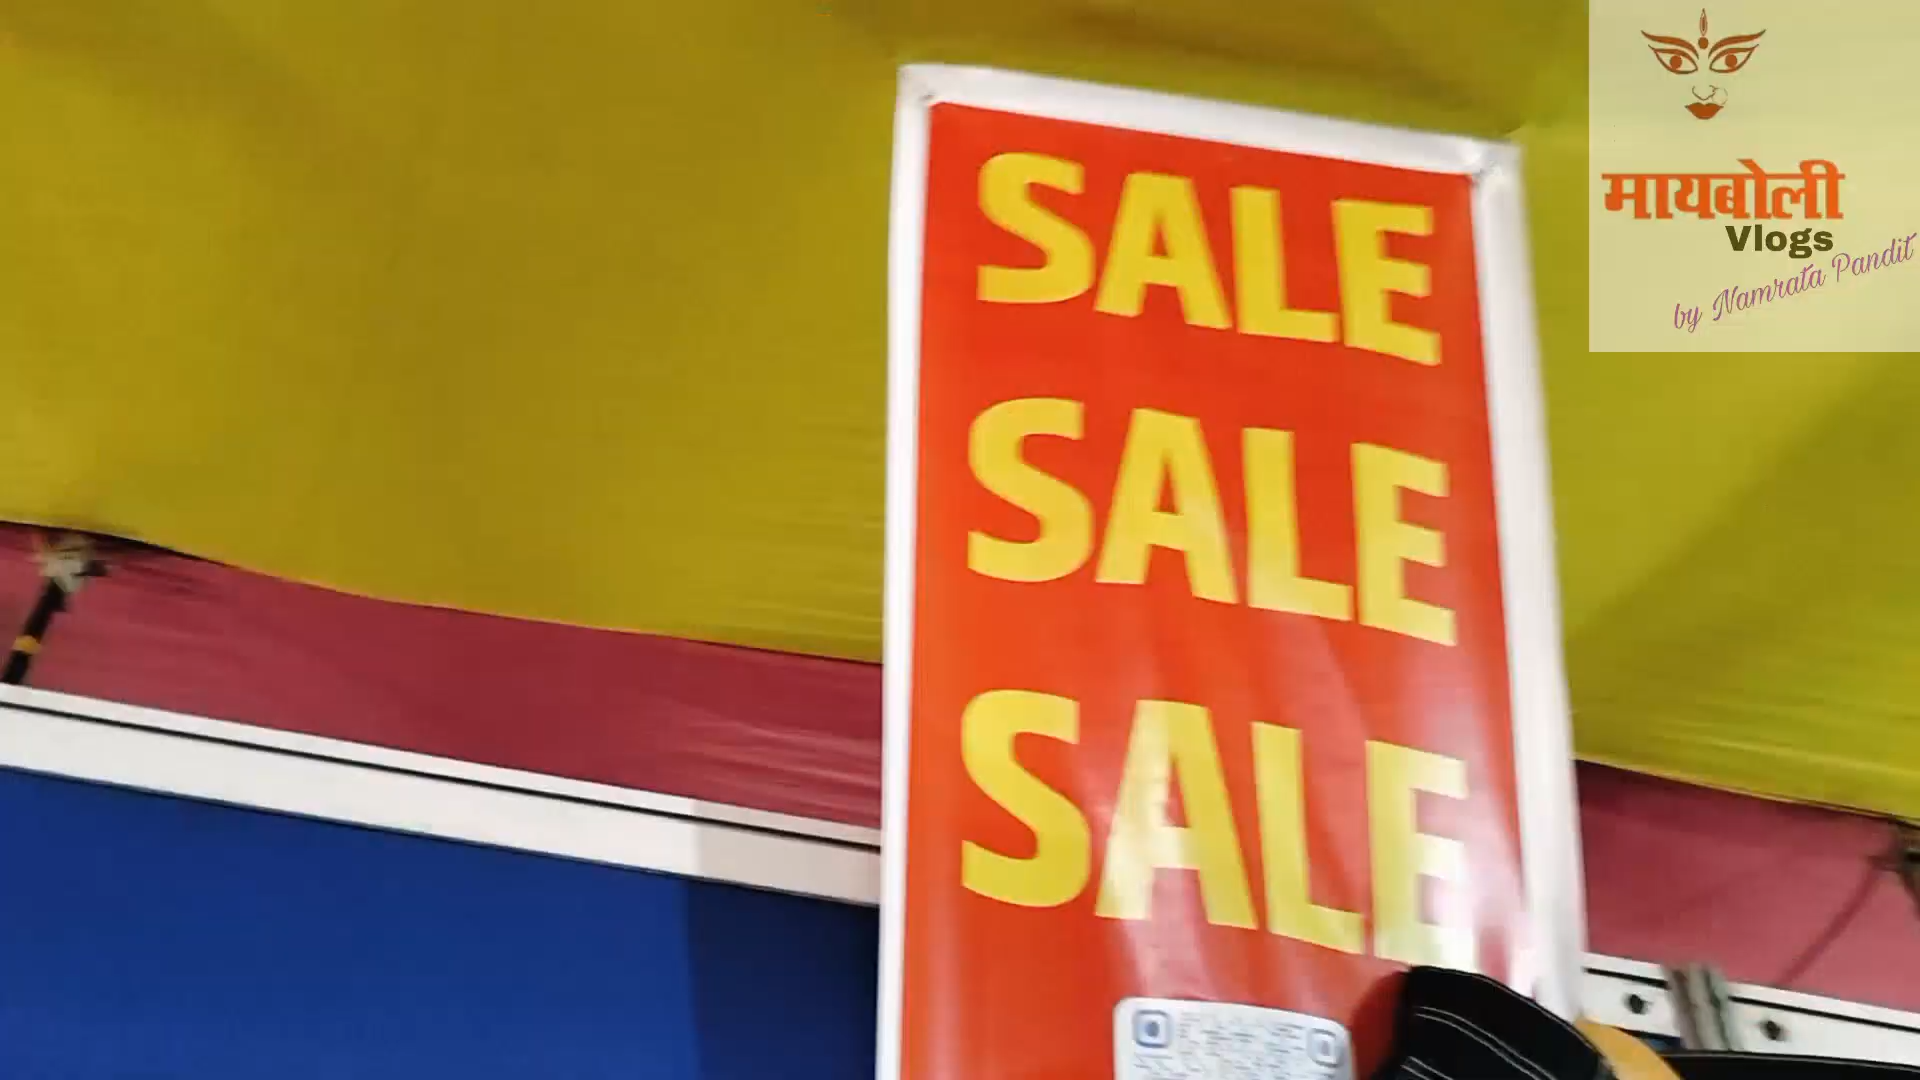 SALE
SALE
SALE
मायबोली
Vlogs
by Namrata Pandit